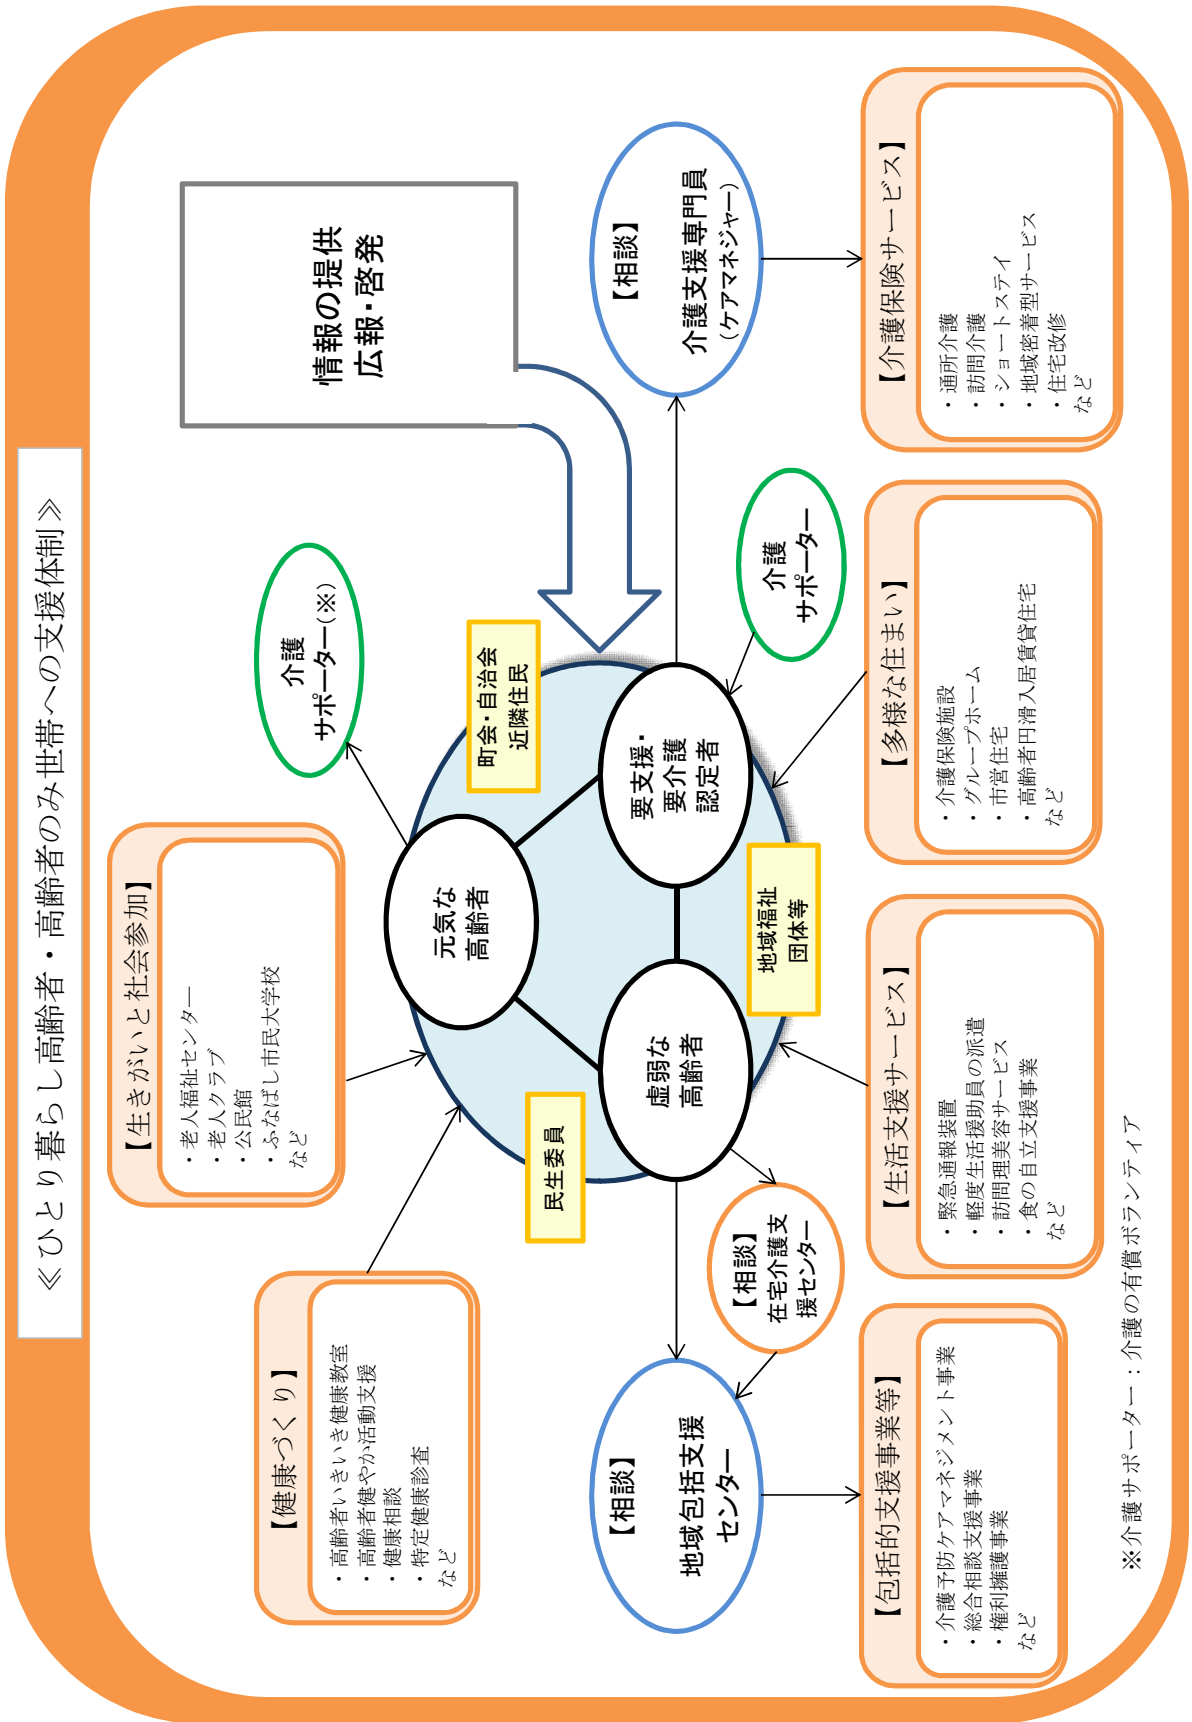 ≪ひとり暮らし高齢者・高齢者のみ世帯への支援体制≫
【健康づくり】
・高齢者いきいき健康教室
・高齢者健やか活動支援
・健康相談
・特定健康診査
など
【生きがいと社会参加】
・老人福祉センター
・老人クラブ
・公民館
・ふなばし市民大学校
など
介護
サポーター(※)
情報の提供
広報・啓発
元気な
高齢者
町会・自治会
近隣住民
民生委員
虚弱な
高齢者
要支援・
要介護
認定者
地域福祉
団体等
【相談】
地域包括支援
センター
【相談】
在宅介護支
援センター
介護
サポーター
【相談】
介護支援専門員
(ケアマネジャー)
【包括的支援事業等】
・介護予防ケアマネジメント事業
・総合相談支援事業
・権利擁護事業
など
【生活支援サービス】
・緊急通報装置
・軽度生活援助員の派遣
・訪問理美容サービス
・食の自立支援事業
など
【多様な住まい】
・介護保険施設
・グループホーム
・市営住宅
・高齢者円滑入居賃貸住宅
など
【介護保険サービス】
・通所介護
・訪問介護
・ショートステイ
・地域密着型サービス
・住宅改修
など
※介護サポーター：介護の有償ボランティア